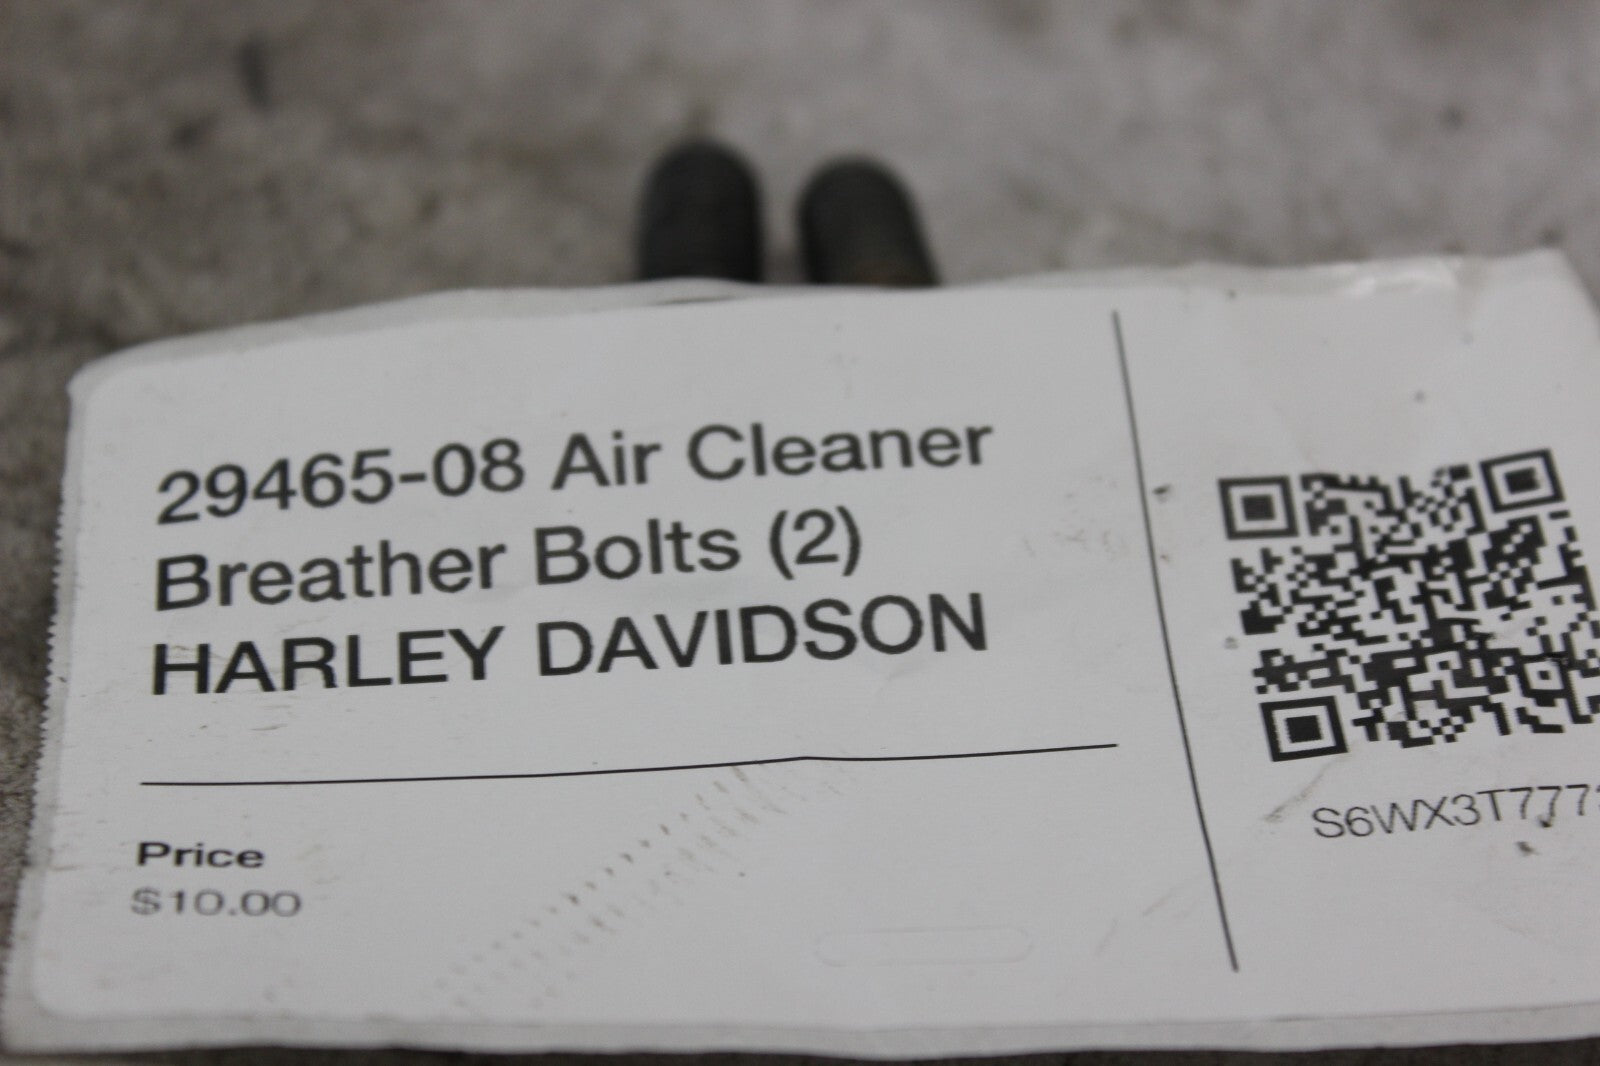 29465-08 Air Cleaner
Breather Bolts (2)
HARLEY DAVIDSON
Price
$10.00